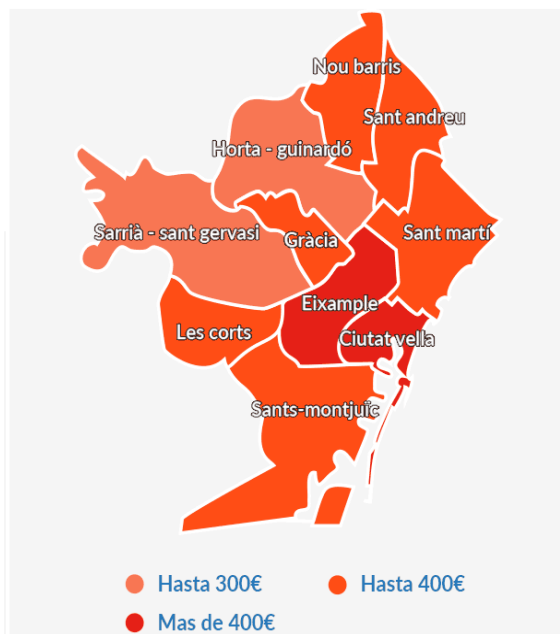 Nou barris
Sant andreu
Horta - guinardó
Sarrià - sant gervasi
Gràcia
Sant martí
Eixample
Les corts
Ciutat vella
Sants-montjuïc
Hasta 300€
Hasta 400€
Mas de 400€